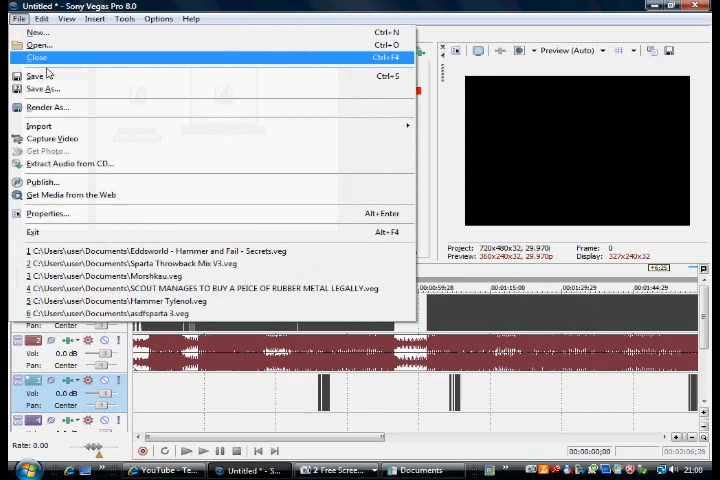 Untitled * - Sony Vegas Pro 8.0
File Edit View Insert Tools Options Help
New... Ctrl+N
Open... Ctrl+O
Close Ctrl+F4
Save Ctrl+S
Save As...
Render As...
Import
Capture Video
Get Photo...
Extract Audio from CD...
Publish...
Get Media from the Web
Properties... Alt+Enter
Exit Alt+F4
1 C:\Users\user\Documents\Eddsworld - Hammer and Fail - Secrets.veg
2 C:\Users\user\Documents\Sparta Throwback Mix V3.veg
3 C:\Users\user\Documents\Morshkau.veg
4 C:\Users\user\Documents\SCOUT MANAGES TO BUY A PEICE OF RUBBER METAL LEGALLY.veg
5 C:\Users\user\Documents\Hammer Tylenol.veg
6 C:\Users\user\Documents\asdfsparta 3.veg
Preview (Auto)
Project: 720x480x32, 29.970i Frame: 0
Preview: 360x240x32, 29.970p Display: 327x240x32
+6:25
00:01:15:00 00:01:29:29 00:01:44:29
Pan: Center
2
Vol: 0.0 dB
Pan: Center
3
Vol: 0.0 dB
Pan: Center
4
Rate: 0.00
00:00:00;00
00:02:06;28
YouTube - Te...
Untitled * - S...
2 Free Scree...
Documents
21:00